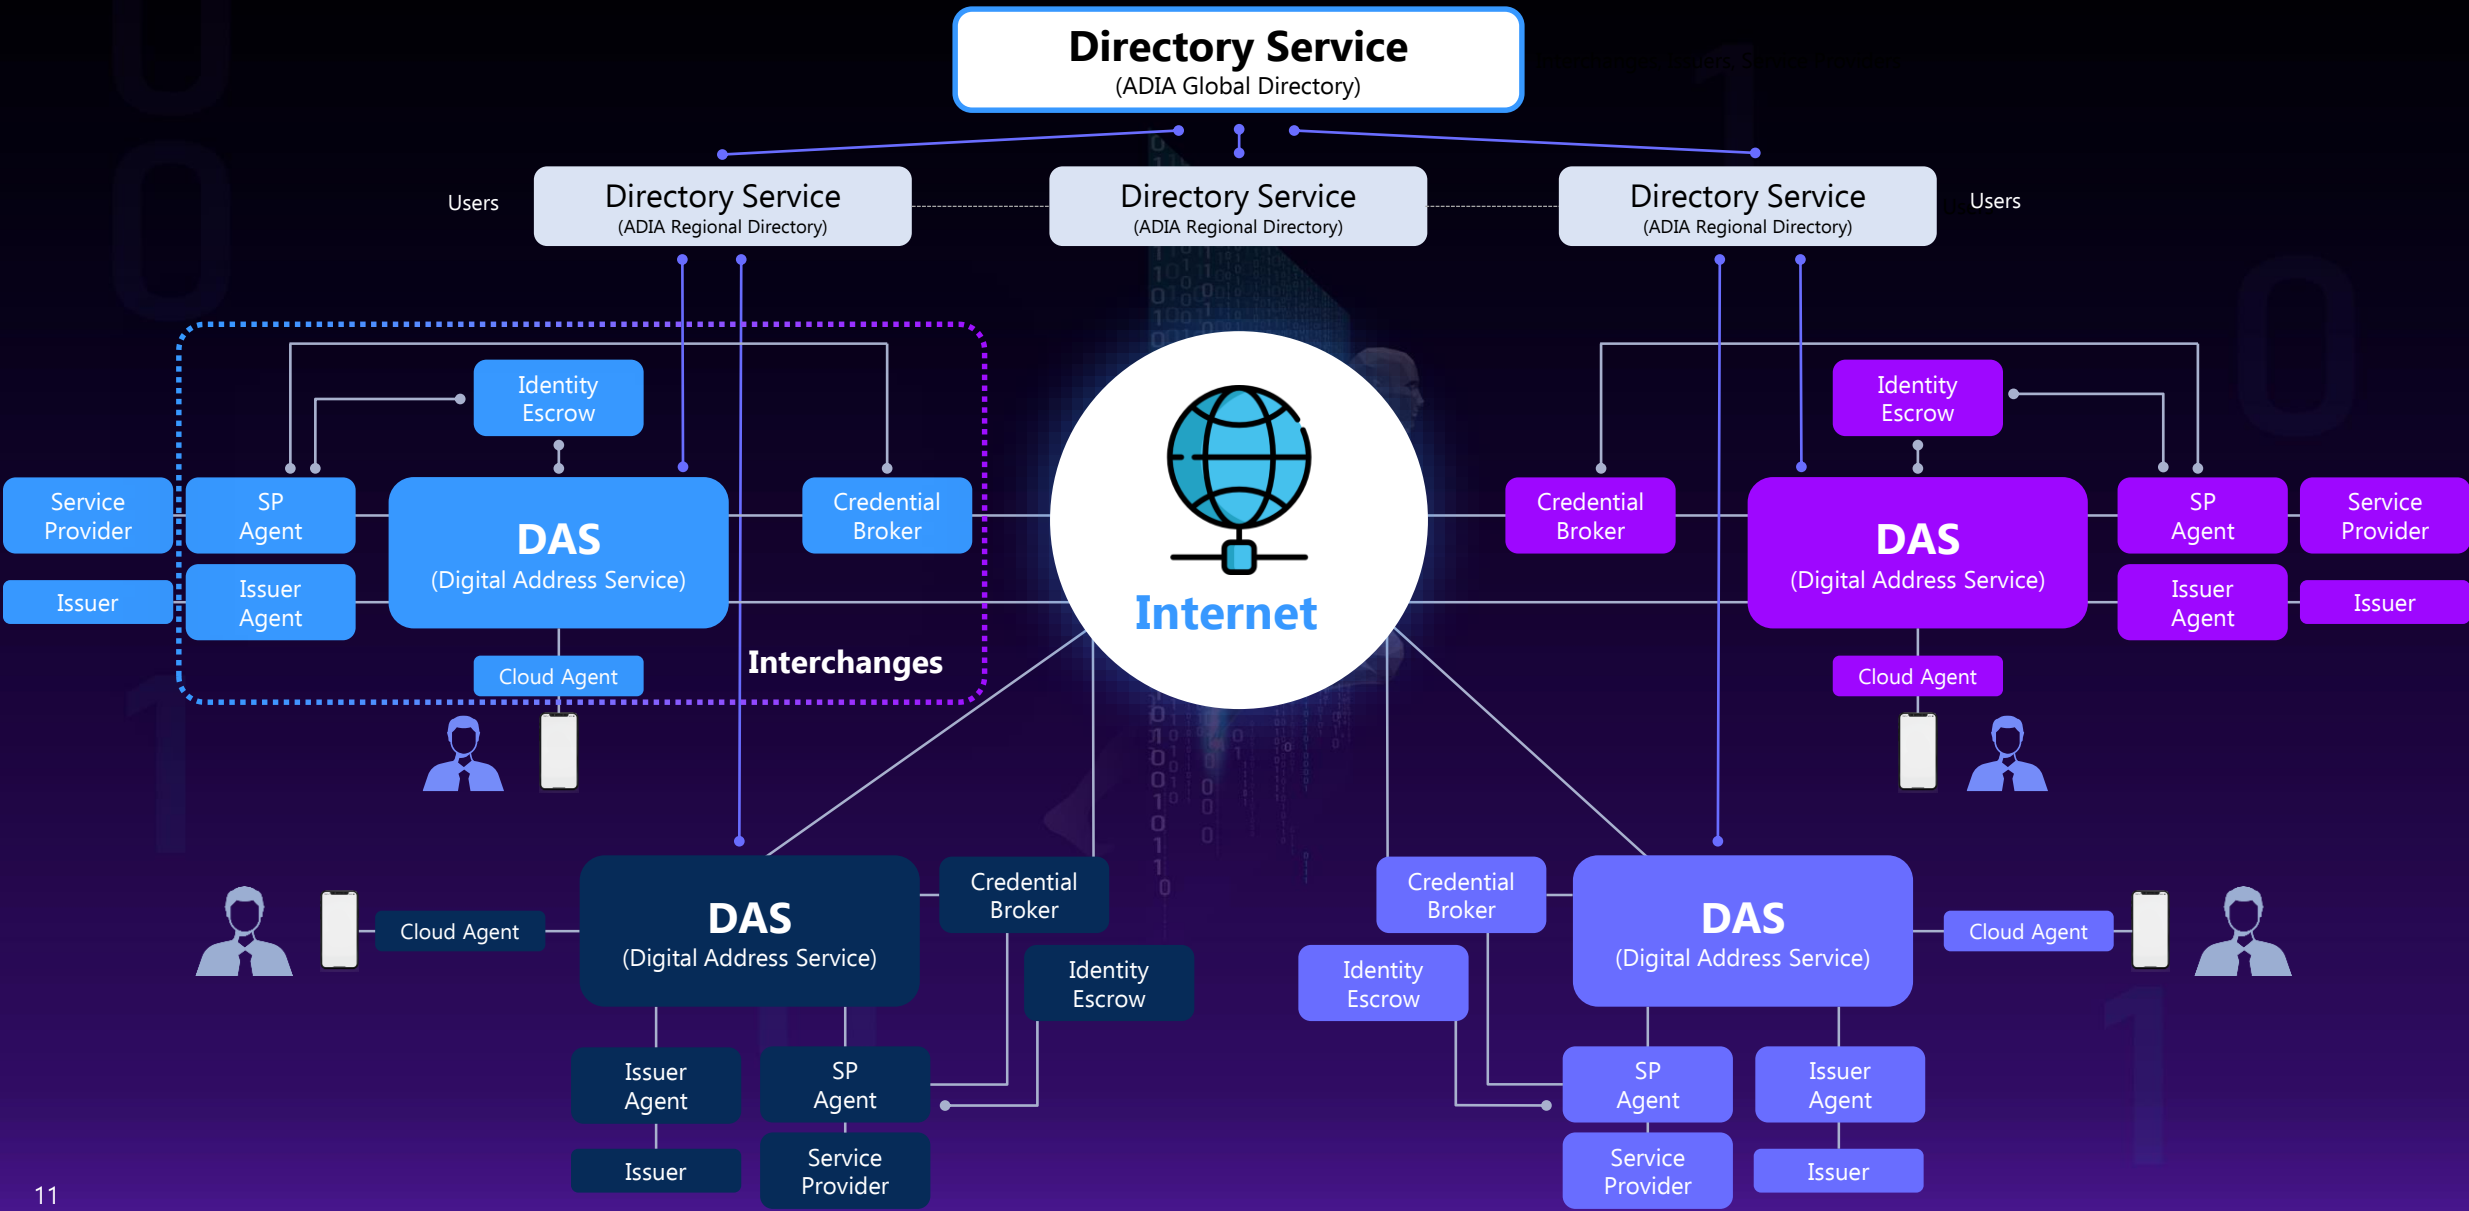 Directory Service
(ADIA Global Directory)
Users
Directory Service
(ADIA Regional Directory)
Directory Service
(ADIA Regional Directory)
Directory Service
(ADIA Regional Directory)
Users
Identity
Escrow
Service
Provider
SP
Agent
DAS
(Digital Address Service)
Credential
Broker
Issuer
Issuer
Agent
Cloud Agent
Interchanges
Internet
Identity
Escrow
Credential
Broker
DAS
(Digital Address Service)
SP
Agent
Service
Provider
Issuer
Agent
Issuer
Cloud Agent
Cloud Agent
DAS
(Digital Address Service)
Credential
Broker
Identity
Escrow
Issuer
Agent
SP
Agent
Issuer
Service
Provider
Credential
Broker
Identity
Escrow
DAS
(Digital Address Service)
Cloud Agent
SP
Agent
Issuer
Agent
Service
Provider
Issuer
11